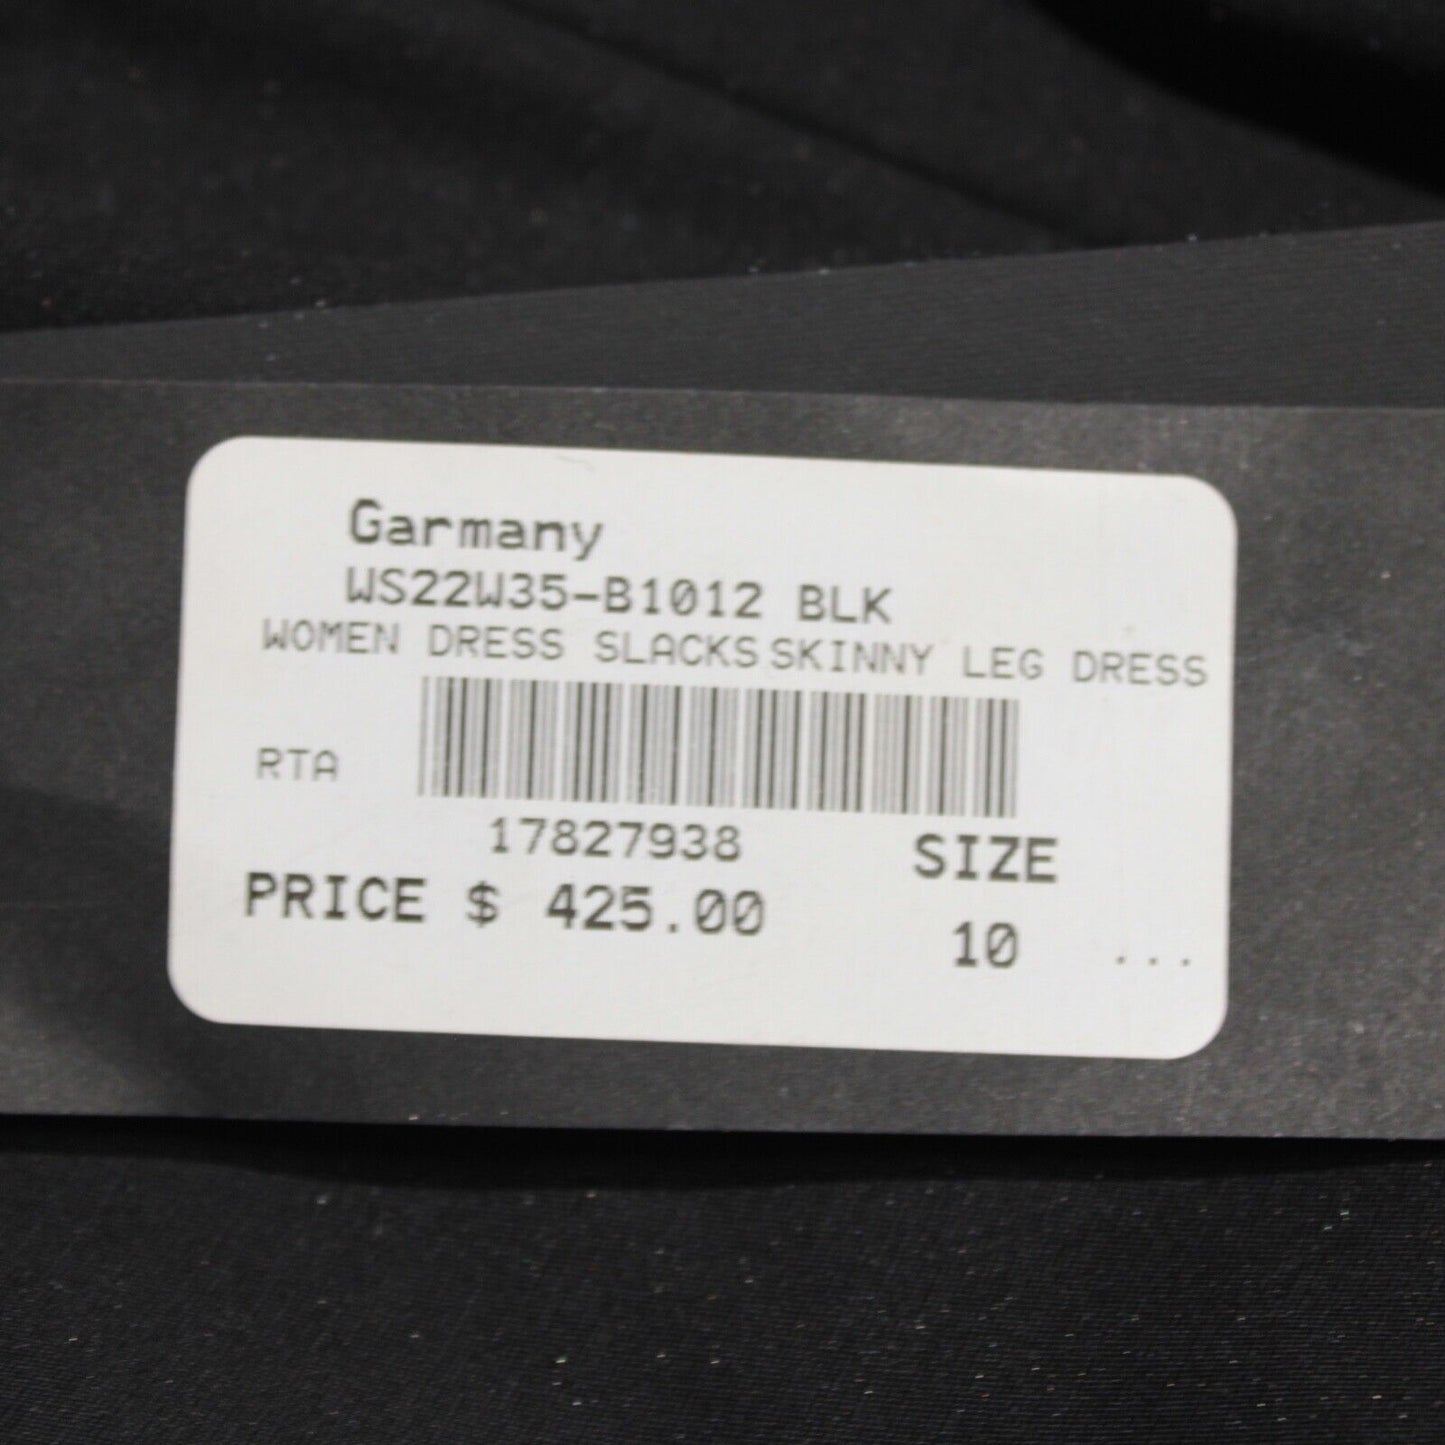 Garmany
WS22W35-B1012 BLK
WOMEN DRESS SLACKS SKINNY LEG DRESS
RTA
17827938
SIZE
PRICE $ 425.00
10 ...